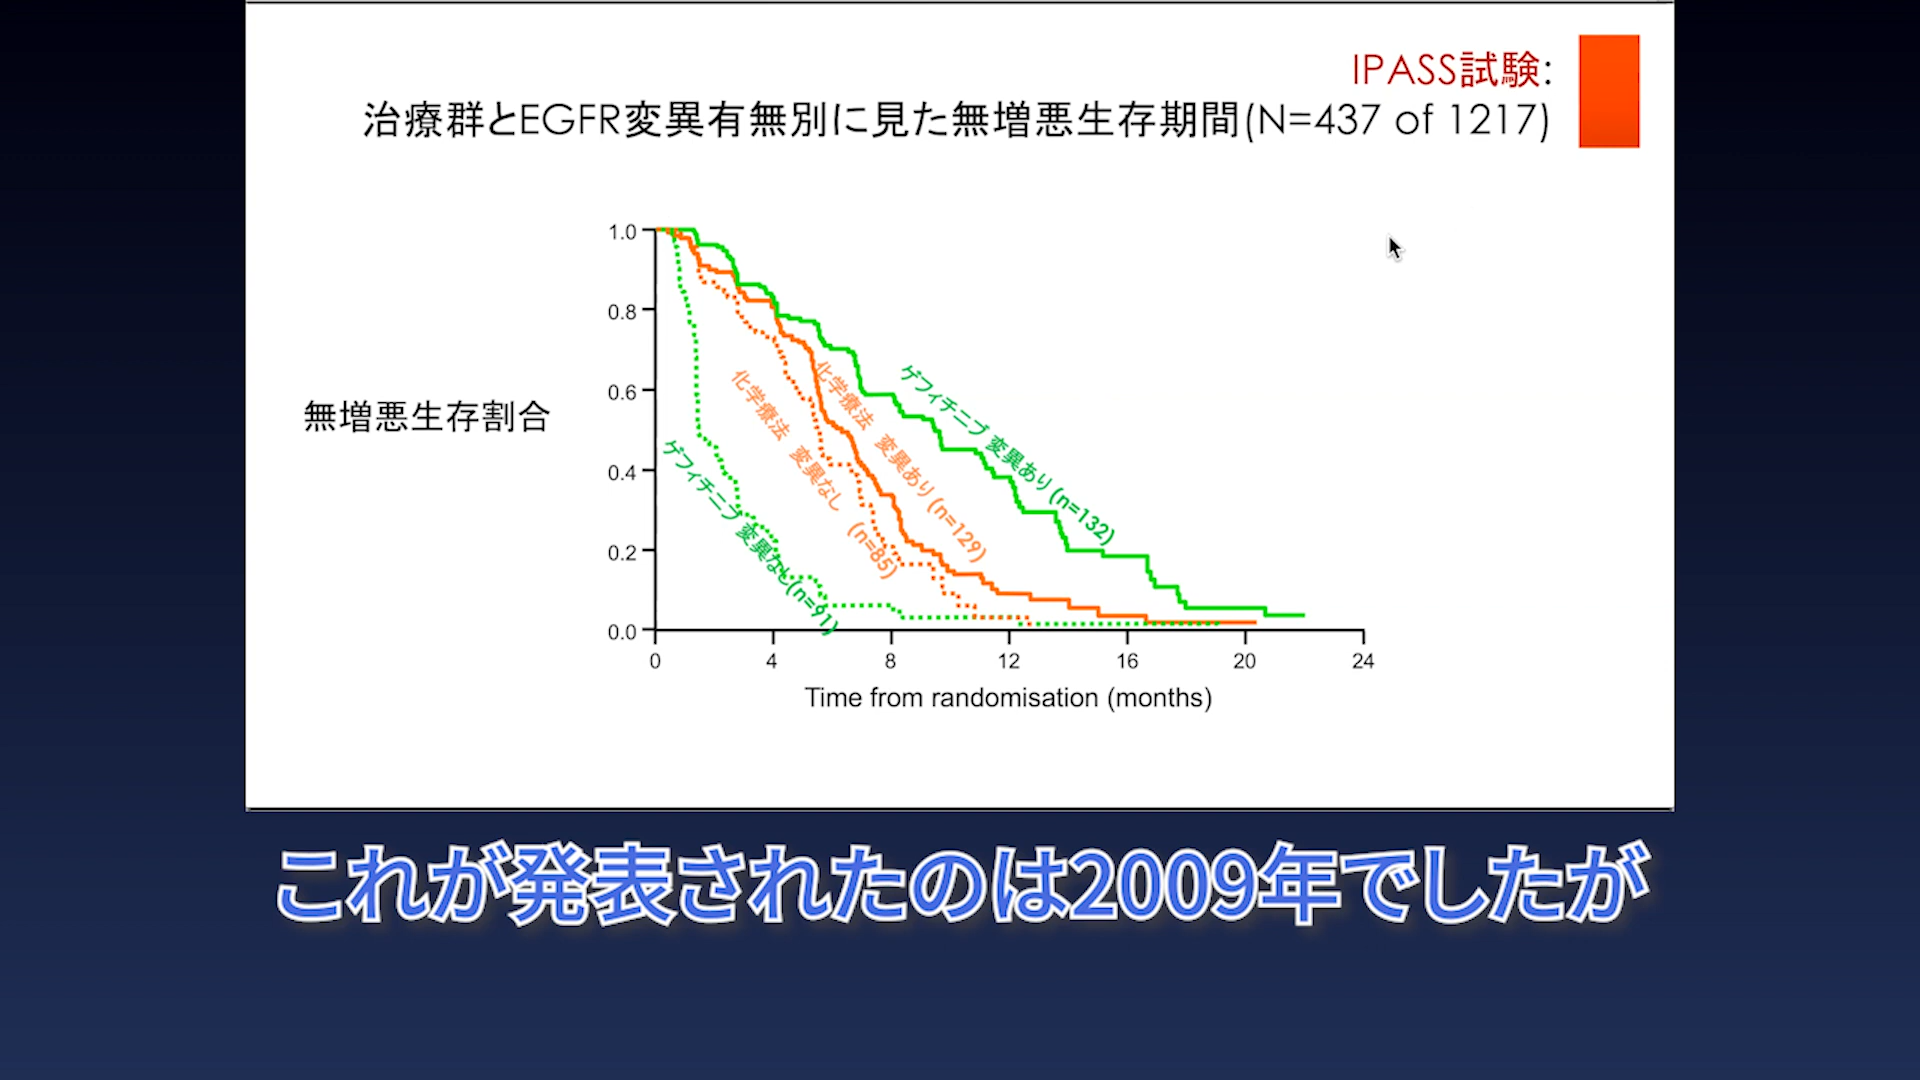 IPASS試験:
治療群とEGFR変異有無別に見た無増悪生存期間(N=437 of 1217)
無増悪生存割合
1.0
0.8
0.6
0.4
0.2
0.0
ゲフィチニブ 変異あり (n=132)
化学療法 変異あり (n=129)
化学療法 変異なし (n=85)
ゲフィチニブ 変異なし (n=91)
0 4 8 12 16 20 24
Time from randomisation (months)
これが発表されたのは2009年でしたが